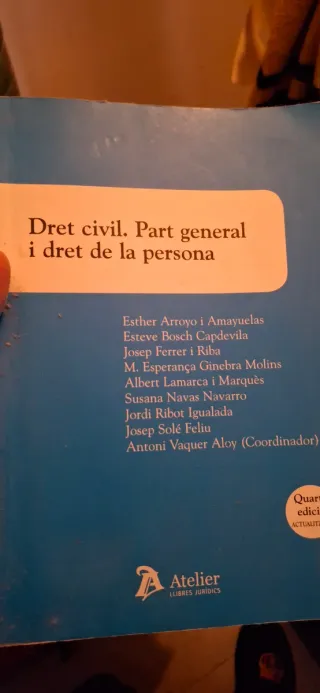 Dret civil. Part general
i dret de la persona
Esther Arroyo i Amayuelas
Esteve Bosch Capdevila
Josep Ferrer i Riba
M. Esperança Ginebra Molins
Albert Lamarca i Marquès
Susana Navas Navarro
Jordi Ribot Igualada
Josep Solé Feliu
Antoni Vaquer Aloy (Coordinador)
Atelier
LLIBRES JURÍDICS